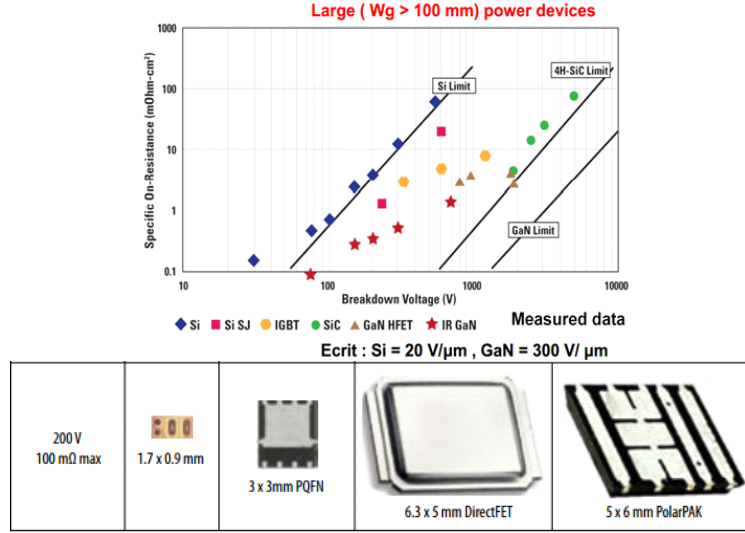 Large ( Wg > 100 mm) power devices
Specific On-Resistance (mOhm-cm²)
1000
100
10
1
0.1
Si Limit
4H-SiC Limit
GaN Limit
10
100
1000
10000
Breakdown Voltage (V)
Si
Si SJ
IGBT
SiC
GaN HFET
IR GaN
Measured data
Ecrit : Si = 20 V/µm , GaN = 300 V/ µm
200 V
100 mΩ max
1.7 x 0.9 mm
3 x 3mm PQFN
6.3 x 5 mm DirectFET
5 x 6 mm PolarPAK